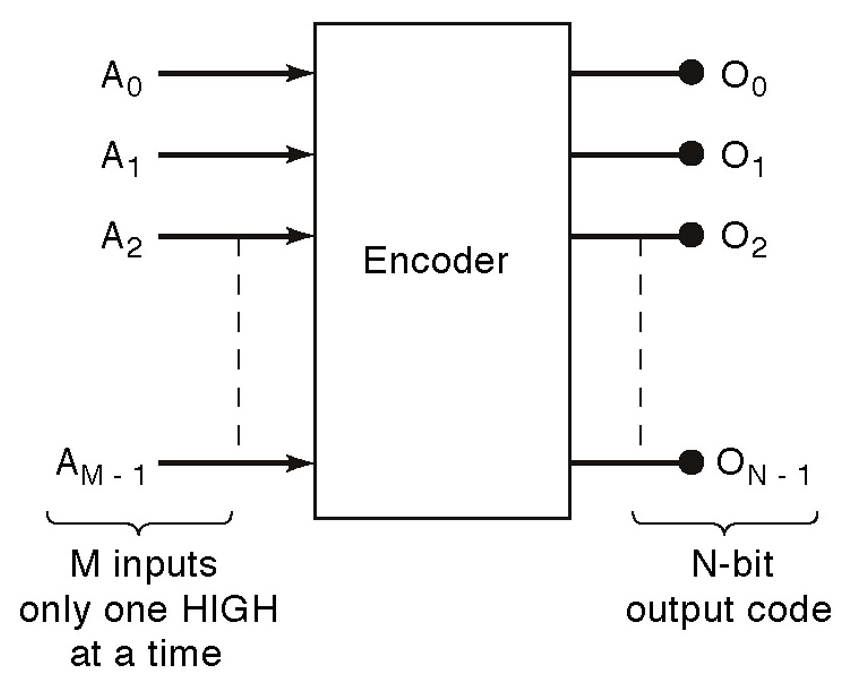 A0 O0
A1 O1
A2 O2
Encoder
AM - 1 ON - 1
M inputs N-bit
only one HIGH output code
at a time